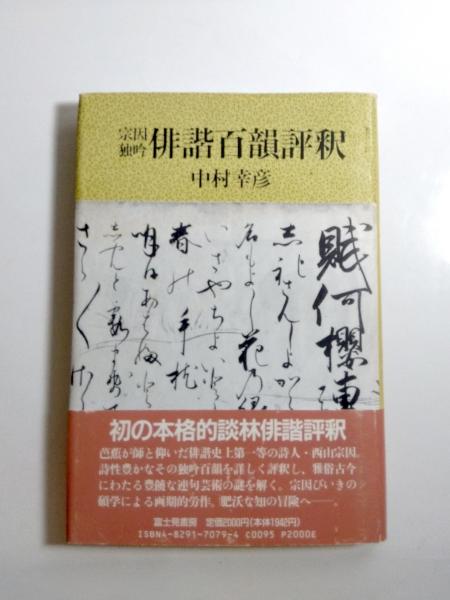 宗因独吟 俳諧百韻評釈
中村幸彦
賦何櫻連
春の手枕
初の本格的談林俳諧評釈
芭蕉が師と仰いだ俳諧史上第一等の詩人・西山宗因。
詩性豊かなその独吟百韻を詳しく評釈し、雅俗古今
にわたる豊饒な連句芸術の謎を解く。宗因びいきの
碩学による画期的労作。肥沃な知の冒険へ――。
富士見書房 定価2000円(本体1942円)
ISBN4-8291-7079-4 C0095 P2000E